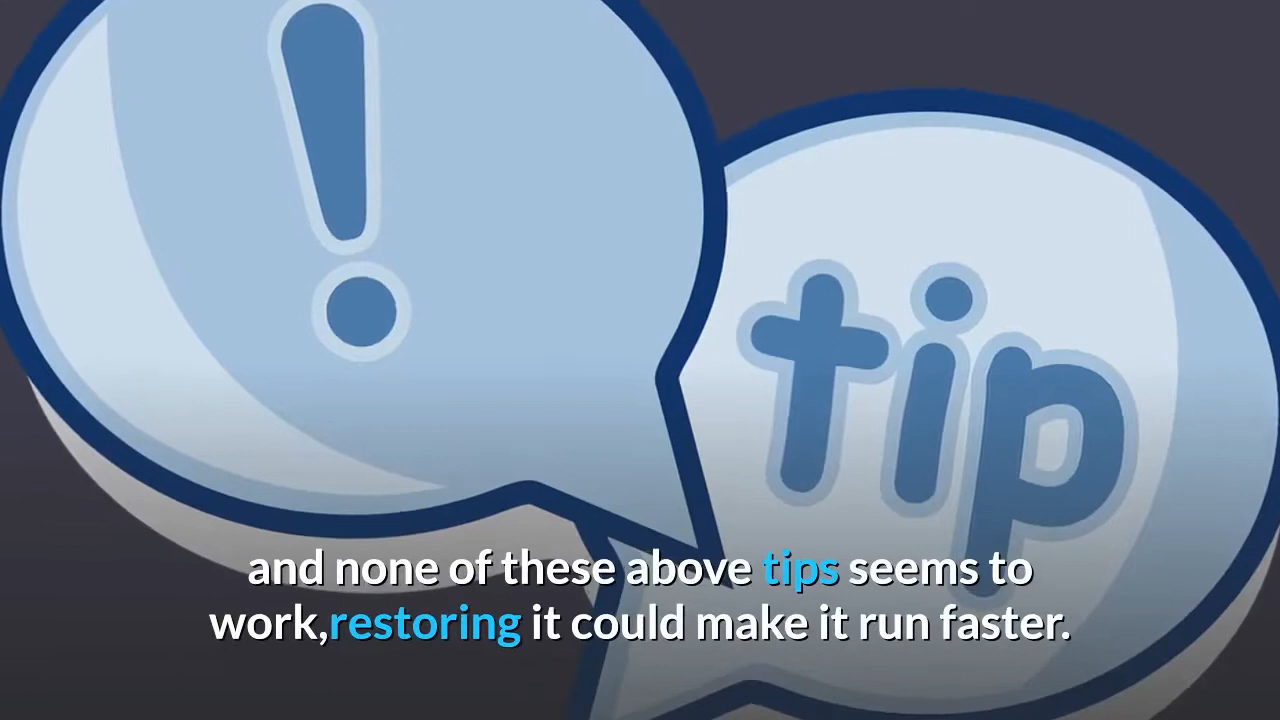 !
tip
and none of these above tips seems to
work,restoring it could make it run faster.